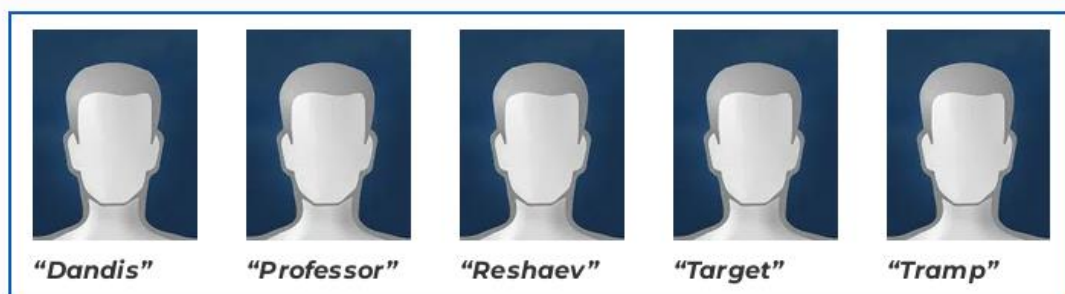 “Dandis” “Professor” “Reshaev” “Target” “Tramp”